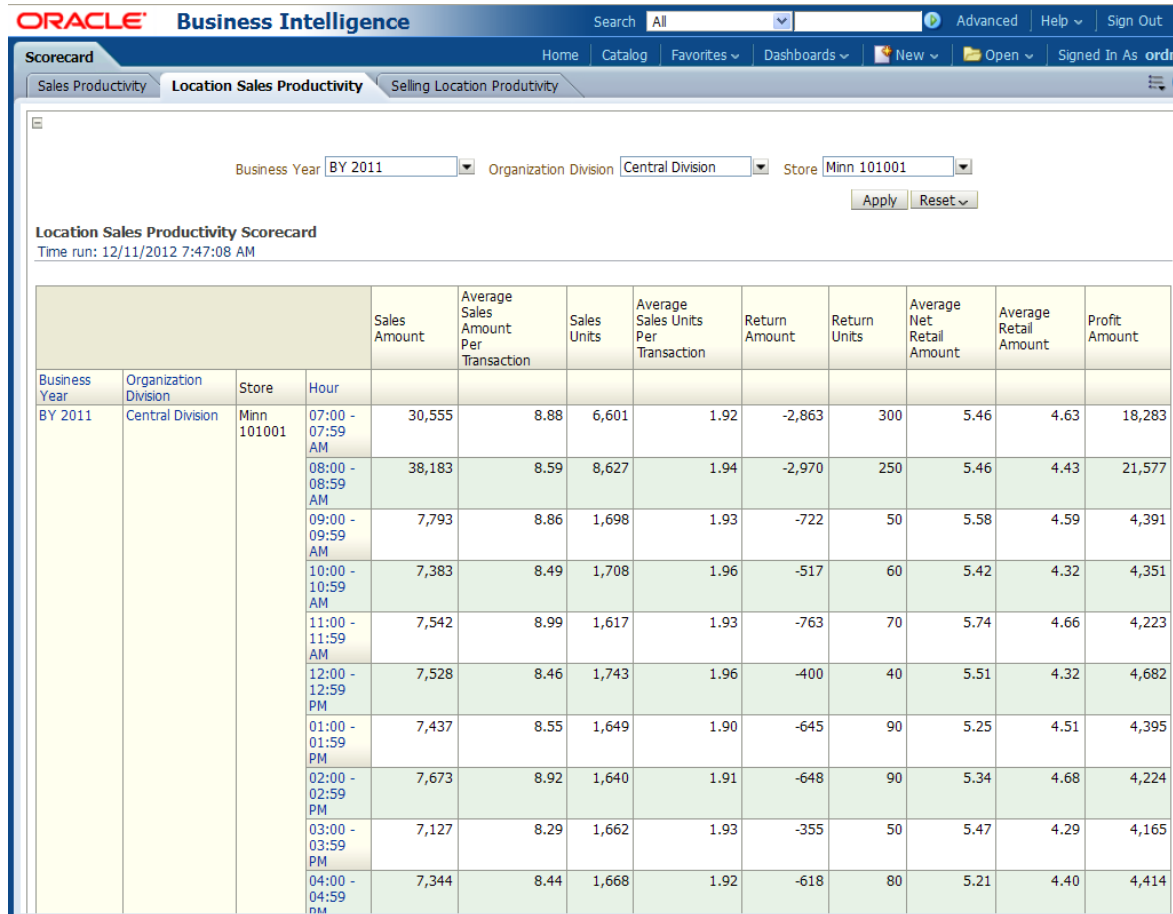 ORACLE Business Intelligence Search All Advanced Help Sign Out
Scorecard Home Catalog Favorites Dashboards New Open Signed In As
Sales Productivity Location Sales Productivity Selling Location Produtivity
Business Year BY 2011 Organization Division Central Division Store Minn 101001
Apply Reset
Location Sales Productivity Scorecard
Time run: 12/11/2012 7:47:08 AM
Sales Amount Average Sales Amount Per Transaction Sales Units Average Sales Units Per Transaction Return Amount Return Units Average Net Retail Amount Average Retail Amount Profit Amount
Business Year Organization Division Store Hour
BY 2011 Central Division Minn 101001 07:00 - 07:59 AM 30,555 8.88 6,601 1.92 -2,863 300 5.46 4.63 18,283
08:00 - 08:59 AM 38,183 8.59 8,627 1.94 -2,970 250 5.46 4.43 21,577
09:00 - 09:59 AM 7,793 8.86 1,698 1.93 -722 50 5.58 4.59 4,391
10:00 - 10:59 AM 7,383 8.49 1,708 1.96 -517 60 5.42 4.32 4,351
11:00 - 11:59 AM 7,542 8.99 1,617 1.93 -763 70 5.74 4.66 4,223
12:00 - 12:59 PM 7,528 8.46 1,743 1.96 -400 40 5.51 4.32 4,682
01:00 - 01:59 PM 7,437 8.55 1,649 1.90 -645 90 5.25 4.51 4,395
02:00 - 02:59 PM 7,673 8.92 1,640 1.91 -648 90 5.34 4.68 4,224
03:00 - 03:59 PM 7,127 8.29 1,662 1.93 -355 50 5.47 4.29 4,165
04:00 - 04:59 PM 7,344 8.44 1,668 1.92 -618 80 5.21 4.40 4,414